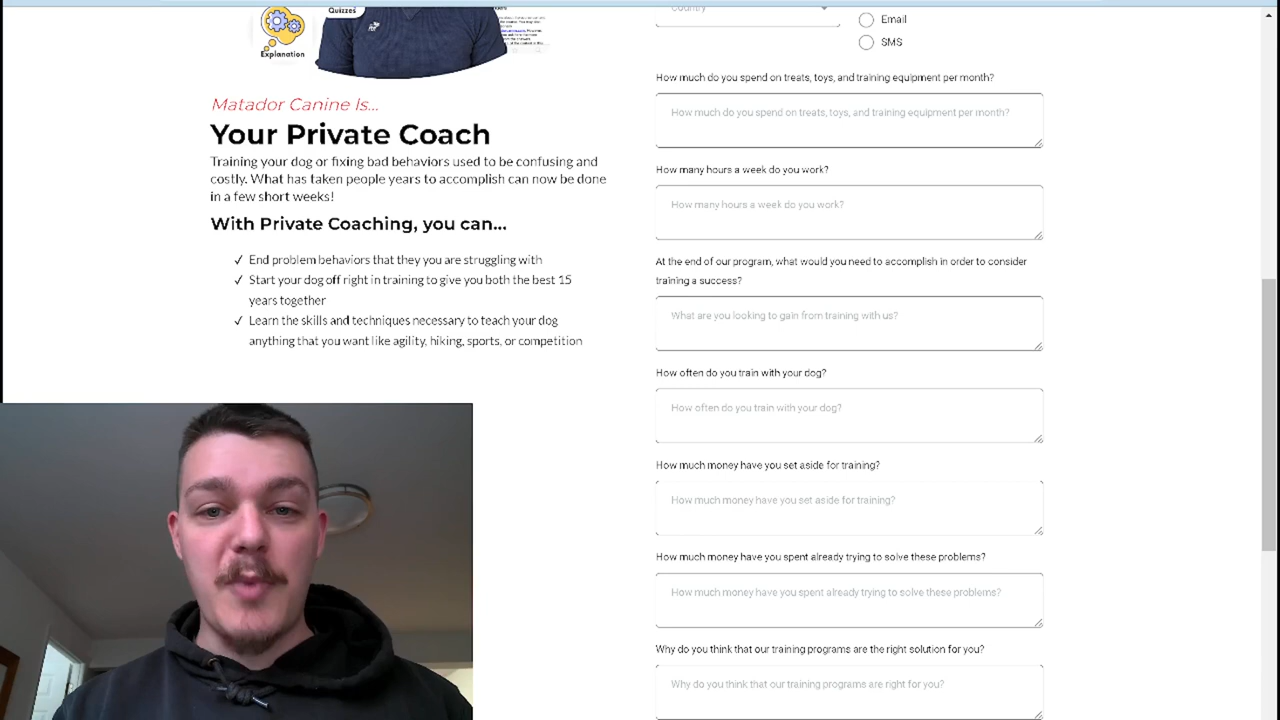 Quizzes
Explanation
Matador Canine Is...
Your Private Coach
Training your dog or fixing bad behaviors used to be confusing and
costly. What has taken people years to accomplish can now be done
in a few short weeks!
With Private Coaching, you can...
✓ End problem behaviors that they you are struggling with
✓ Start your dog off right in training to give you both the best 15
years together
✓ Learn the skills and techniques necessary to teach your dog
anything that you want like agility, hiking, sports, or competition
Country
Email
SMS
How much do you spend on treats, toys, and training equipment per month?
How much do you spend on treats, toys, and training equipment per month?
How many hours a week do you work?
How many hours a week do you work?
At the end of our program, what would you need to accomplish in order to consider
training a success?
What are you looking to gain from training with us?
How often do you train with your dog?
How often do you train with your dog?
How much money have you set aside for training?
How much money have you set aside for training?
How much money have you spent already trying to solve these problems?
How much money have you spent already trying to solve these problems?
Why do you think that our training programs are the right solution for you?
Why do you think that our training programs are right for you?